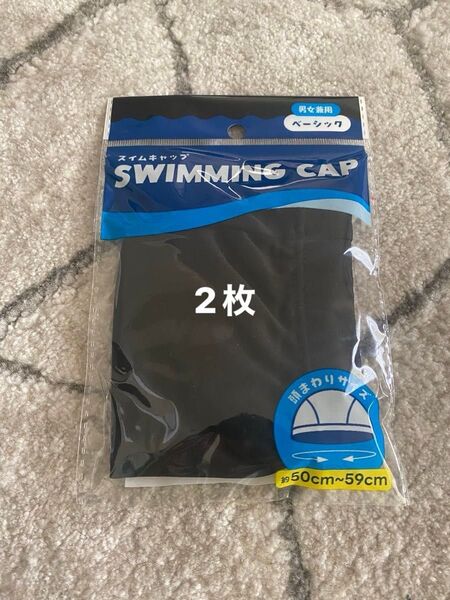 男女兼用
ベーシック
スイムキャップ
SWIMMING CAP
2枚
頭まわりサイズ
約50cm~59cm